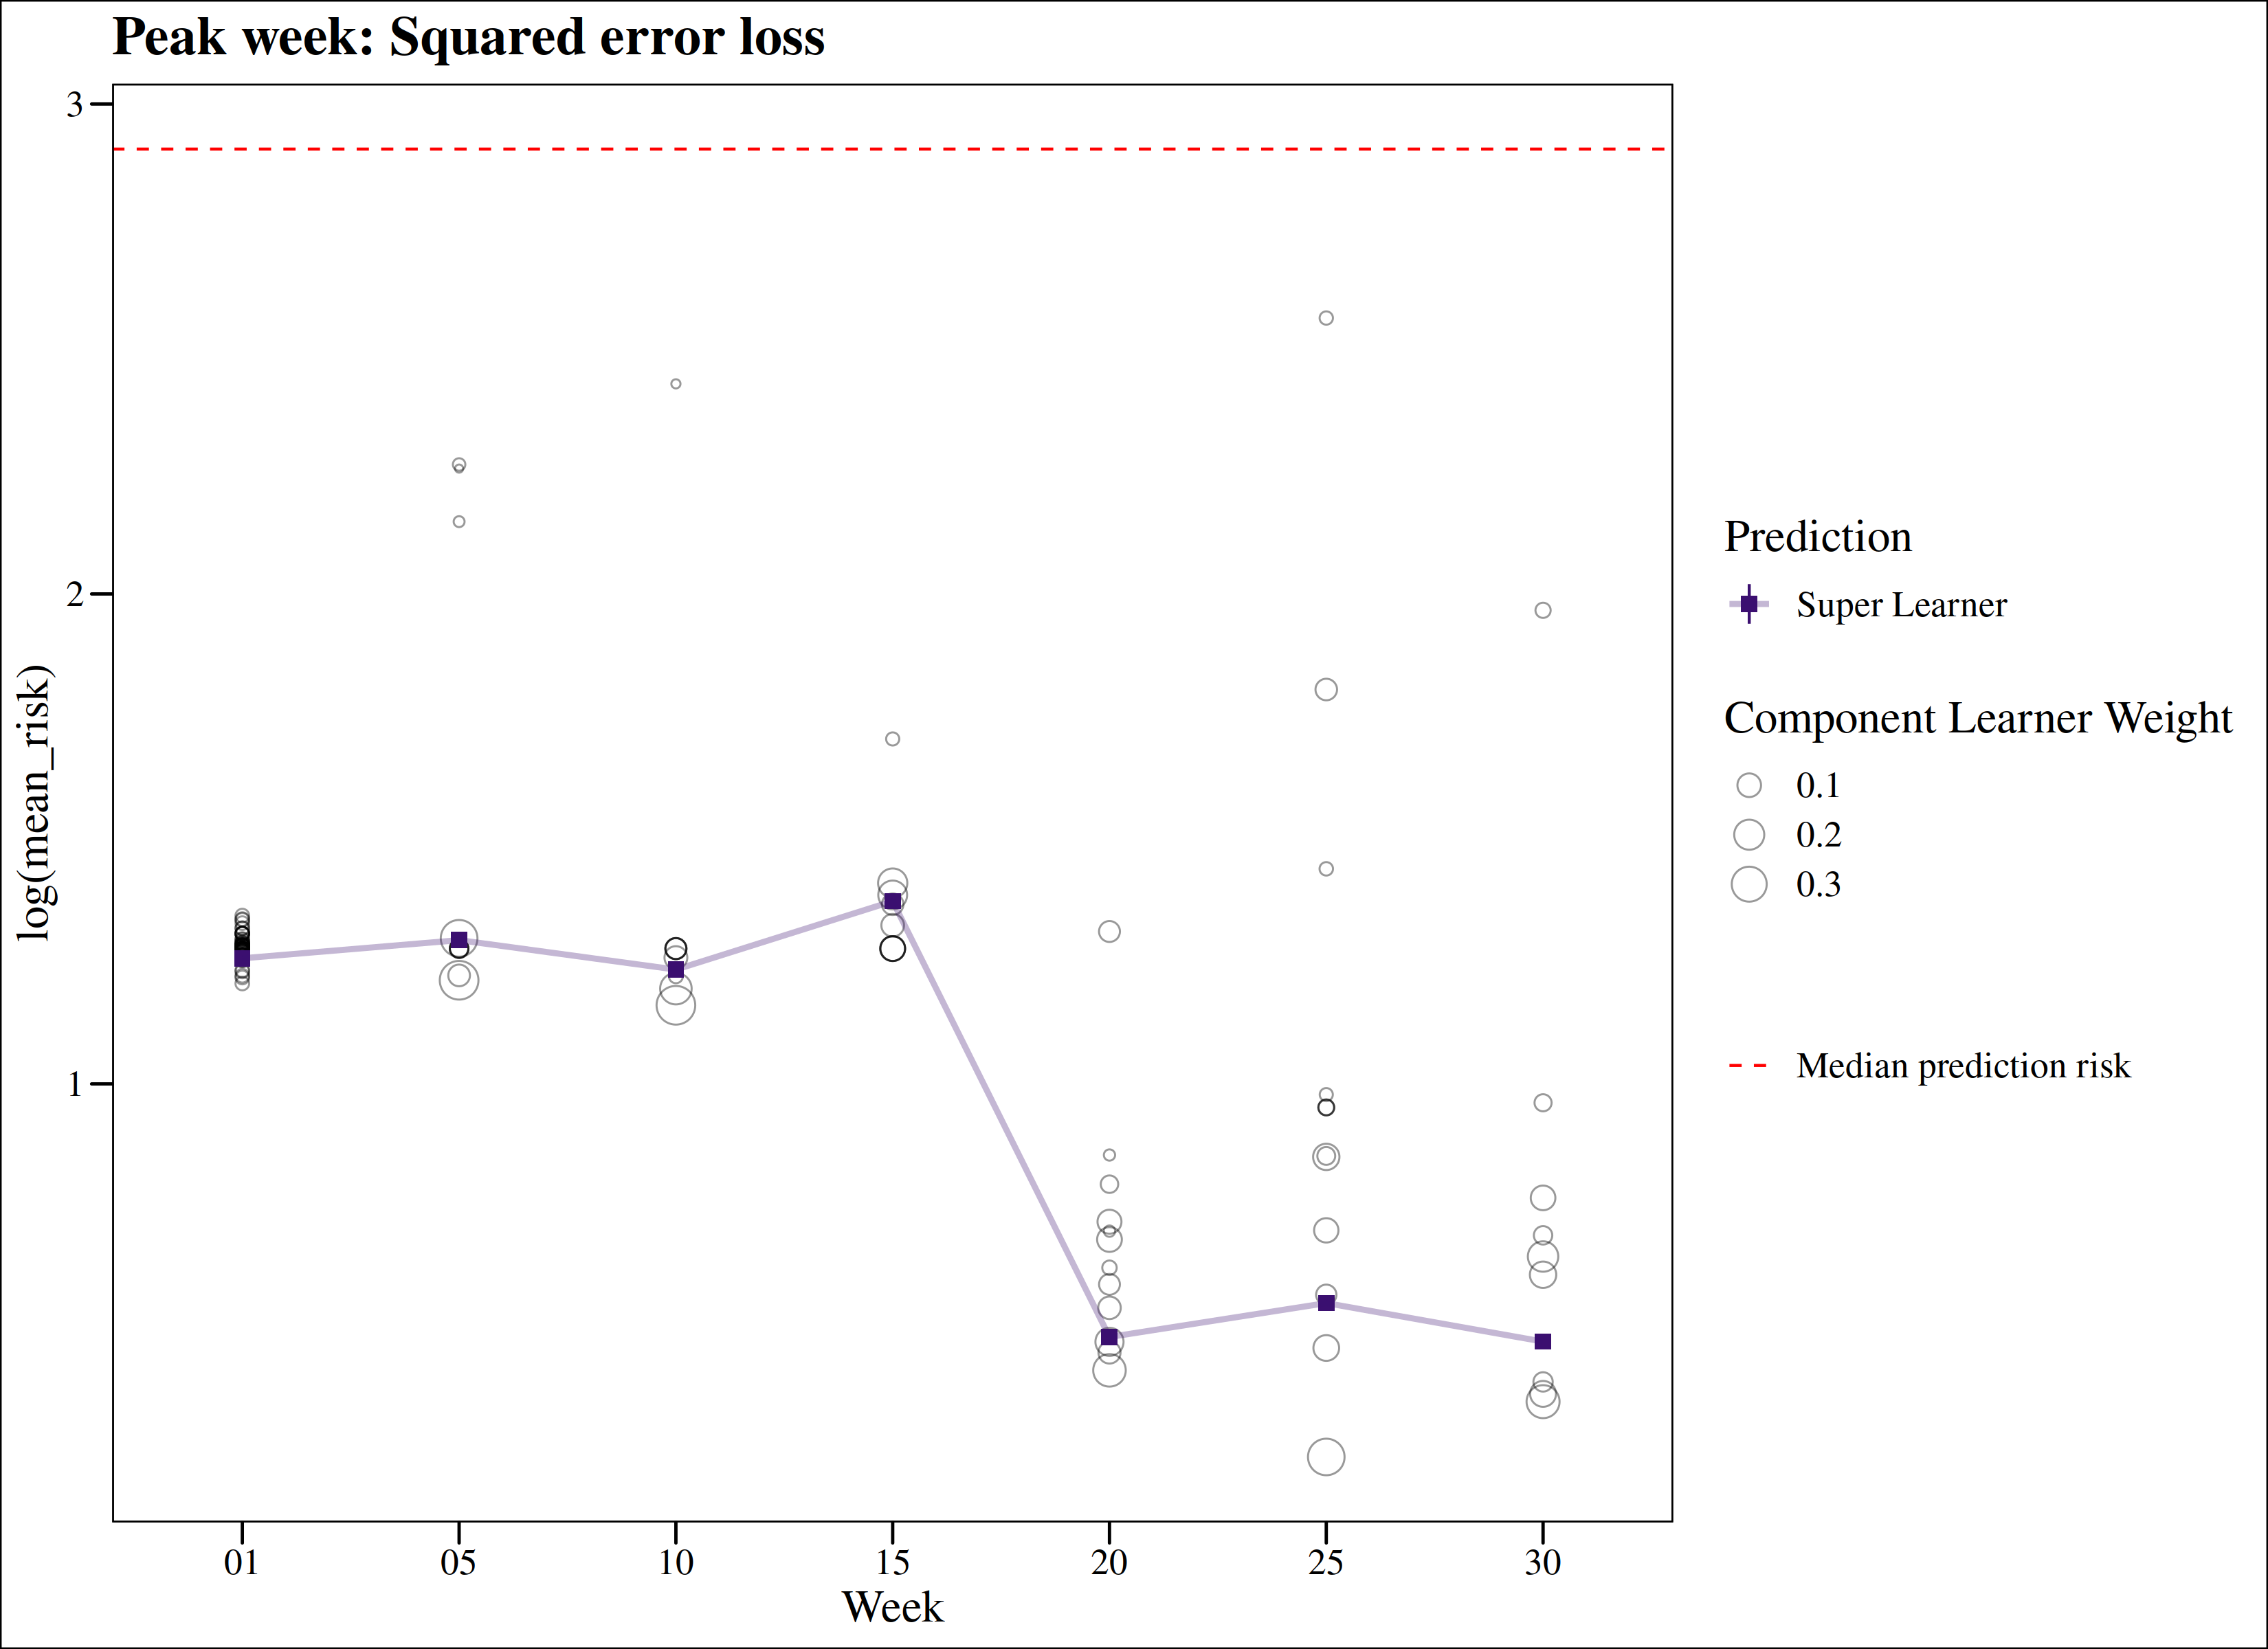 Peak week: Squared error loss
3
2
1
log(mean_risk)
01 05 10 15 20 25 30
Week
Prediction
Super Learner
Component Learner Weight
0.1
0.2
0.3
Median prediction risk